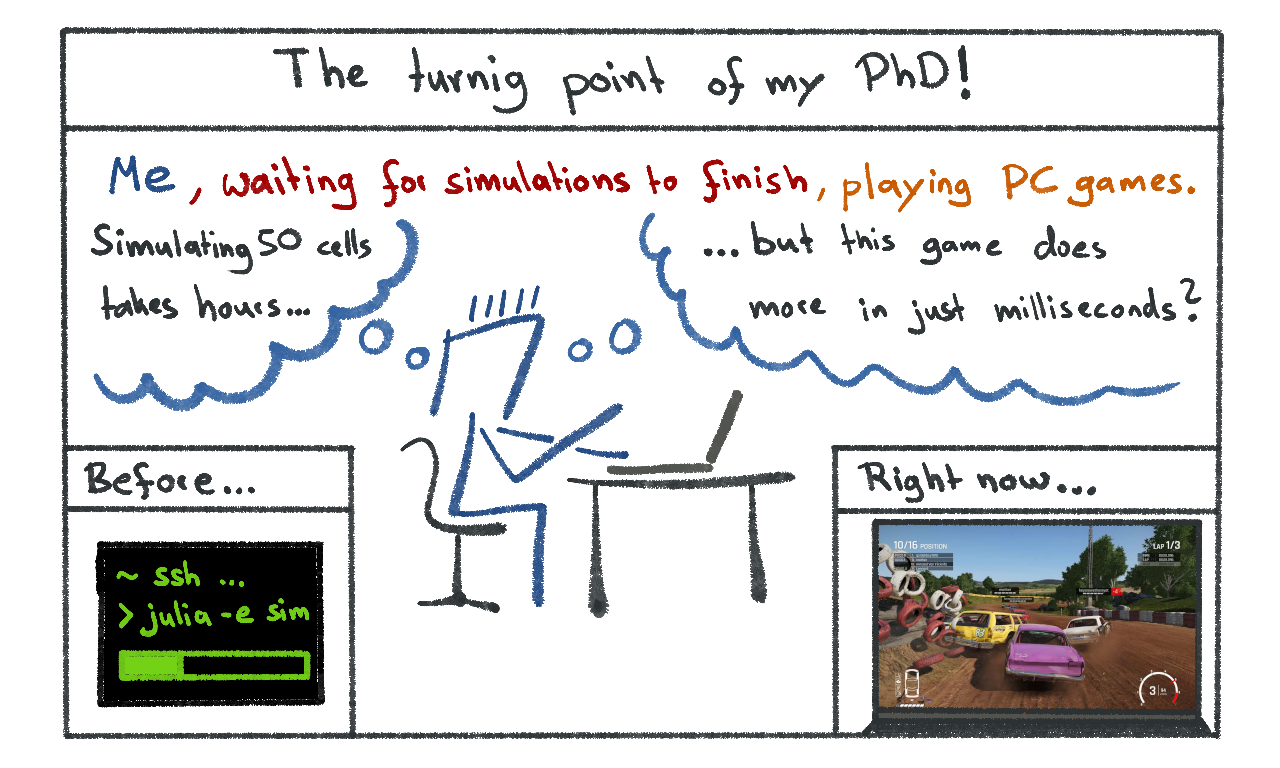 The turnig point of my PhD!
Me, waiting for simulations to finish, playing PC games.
Simulating 50 cells
takes hours...
...but this game does
more in just milliseconds?
Before...
~ ssh ...
> julia -e sim
Right now...
10/16 POSITION
LAP 1/3
3